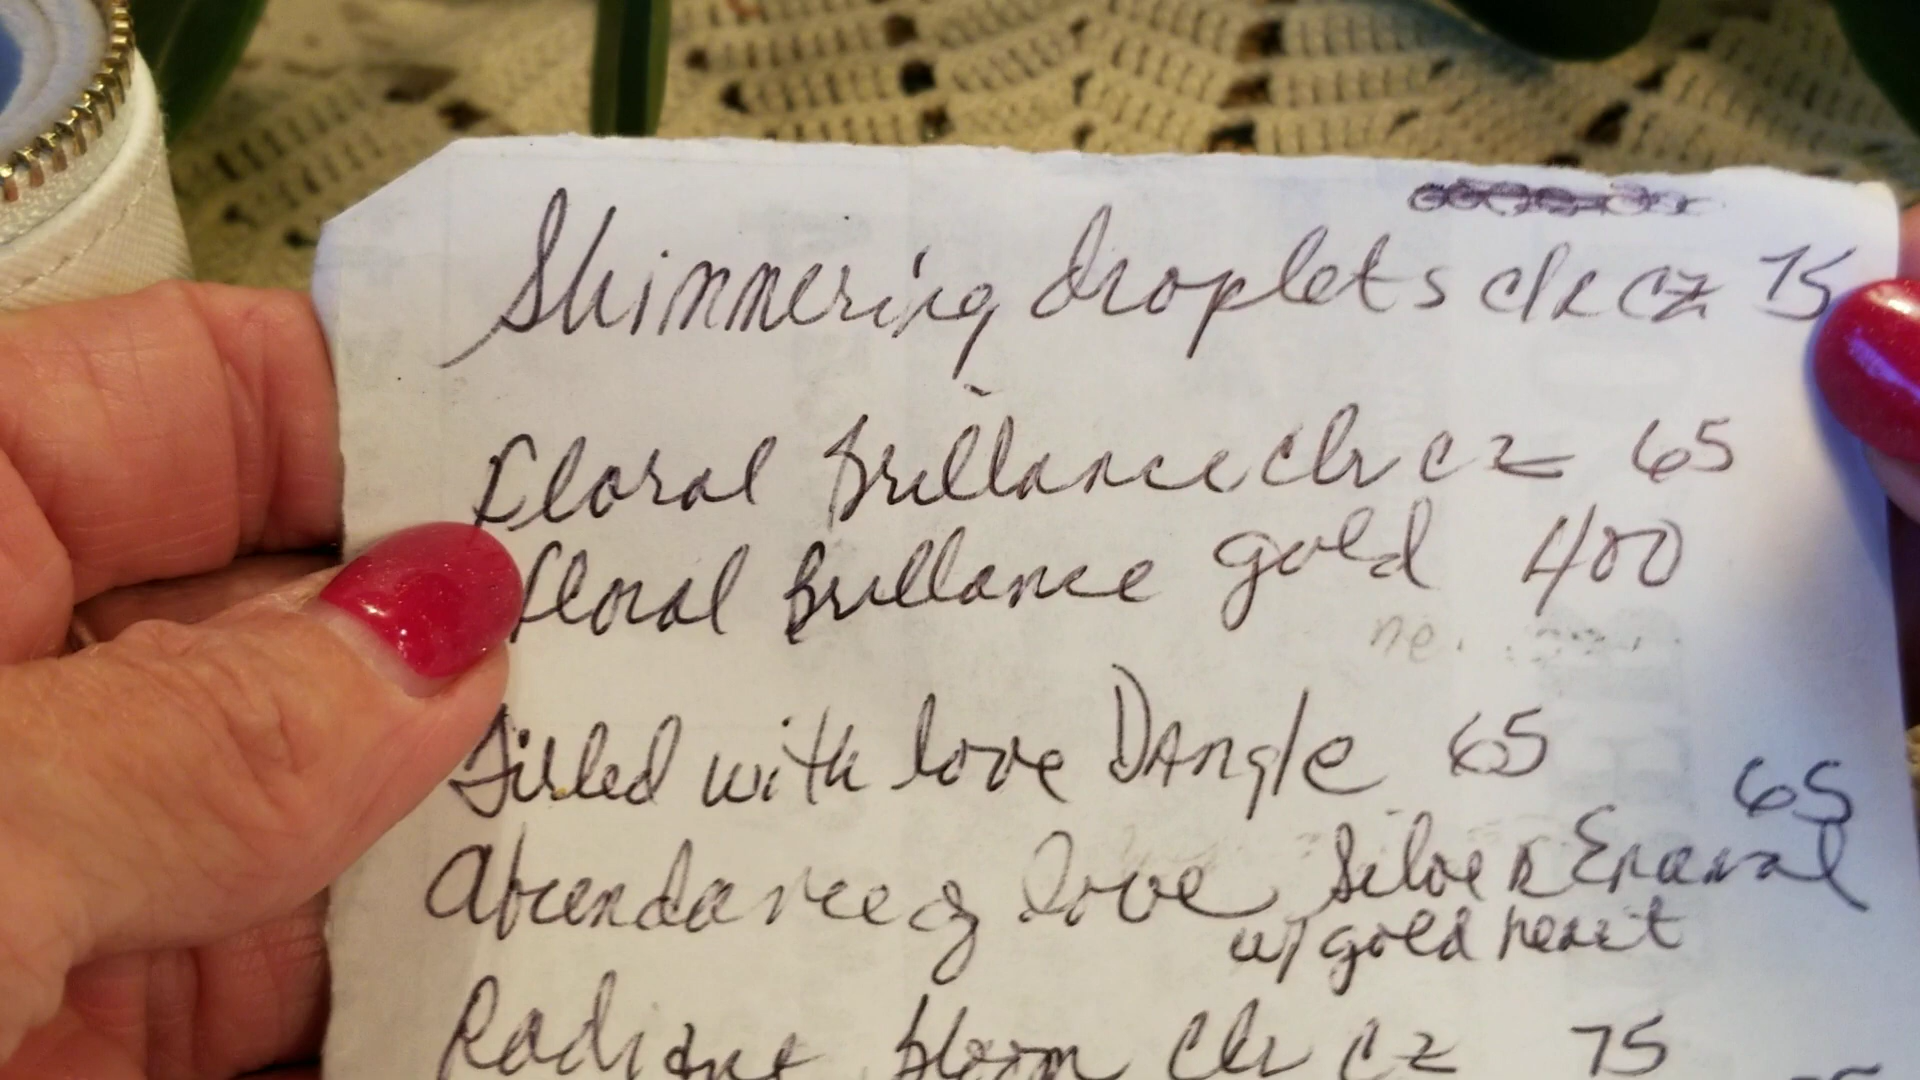 Shimmering droplets clr cz 75
Floral brillance clr cz 65
floral brillance gold 400
Filled with love DAngle 65
65
Abundance of love Silver Enamal
w/ gold heart
Radiant bloom Clr cz 75